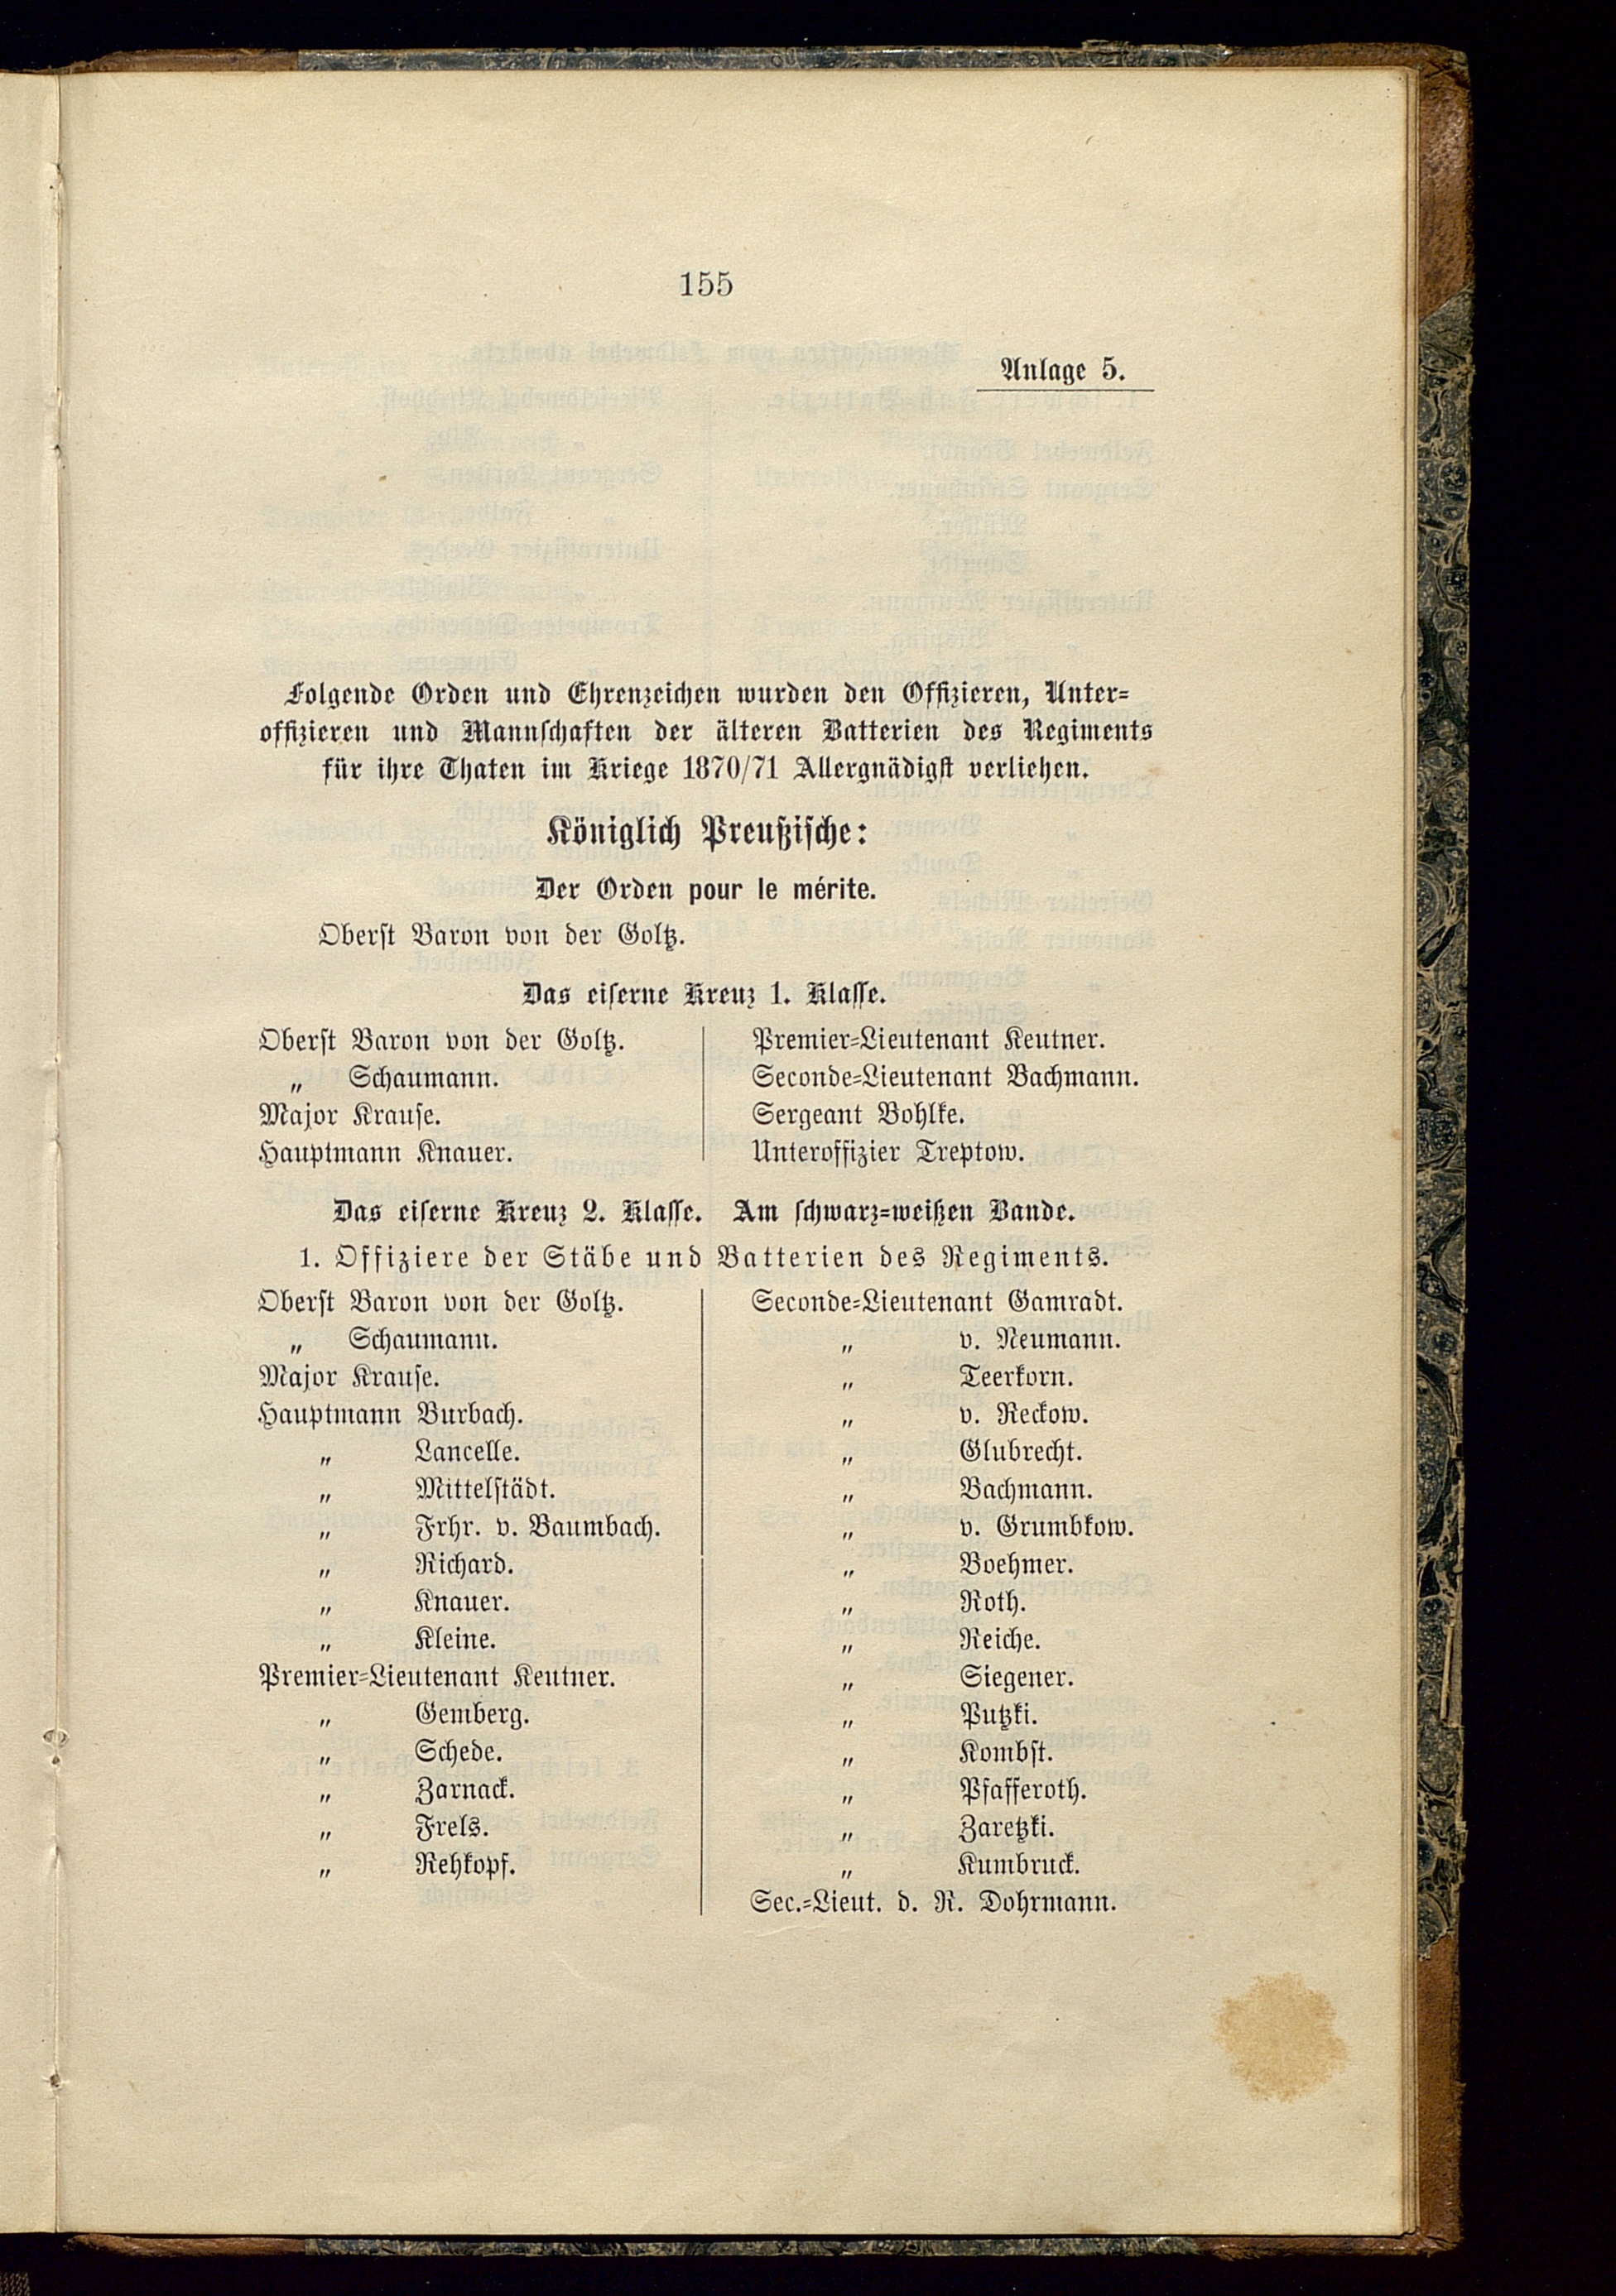 155
Anlage 5.
Folgende Orden und Ehrenzeichen wurden den Offizieren, Unter-
offizieren und Mannschaften der älteren Batterien des Regiments
für ihre Thaten im Kriege 1870/71 Allergnädigst verliehen.
Königlich Preußische:
Der Orden pour le mérite.
Oberst Baron von der Goltz.
Das eiserne Kreuz 1. Klasse.
Oberst Baron von der Goltz.
„ Schaumann.
Major Krause.
Hauptmann Knauer.
Premier-Lieutenant Keutner.
Seconde-Lieutenant Bachmann.
Sergeant Bohlke.
Unteroffizier Treptow.
Das eiserne Kreuz 2. Klasse. Am schwarz-weißen Bande.
1. Offiziere der Stäbe und Batterien des Regiments.
Oberst Baron von der Goltz.
„ Schaumann.
Major Krause.
Hauptmann Burbach.
„ Lancelle.
„ Mittelstädt.
„ Frhr. v. Baumbach.
„ Richard.
„ Knauer.
„ Kleine.
Premier-Lieutenant Keutner.
„ Gemberg.
„ Schede.
„ Zarnack.
„ Frels.
„ Rehkopf.
Seconde-Lieutenant Gamradt.
„ v. Neumann.
„ Teerkorn.
„ v. Reckow.
„ Glubrecht.
„ Bachmann.
„ v. Grumbkow.
„ Boehmer.
„ Roth.
„ Reiche.
„ Siegener.
„ Putzki.
„ Kombst.
„ Pfafferoth.
„ Zaretzki.
„ Kumbruck.
Sec.-Lieut. d. R. Dohrmann.